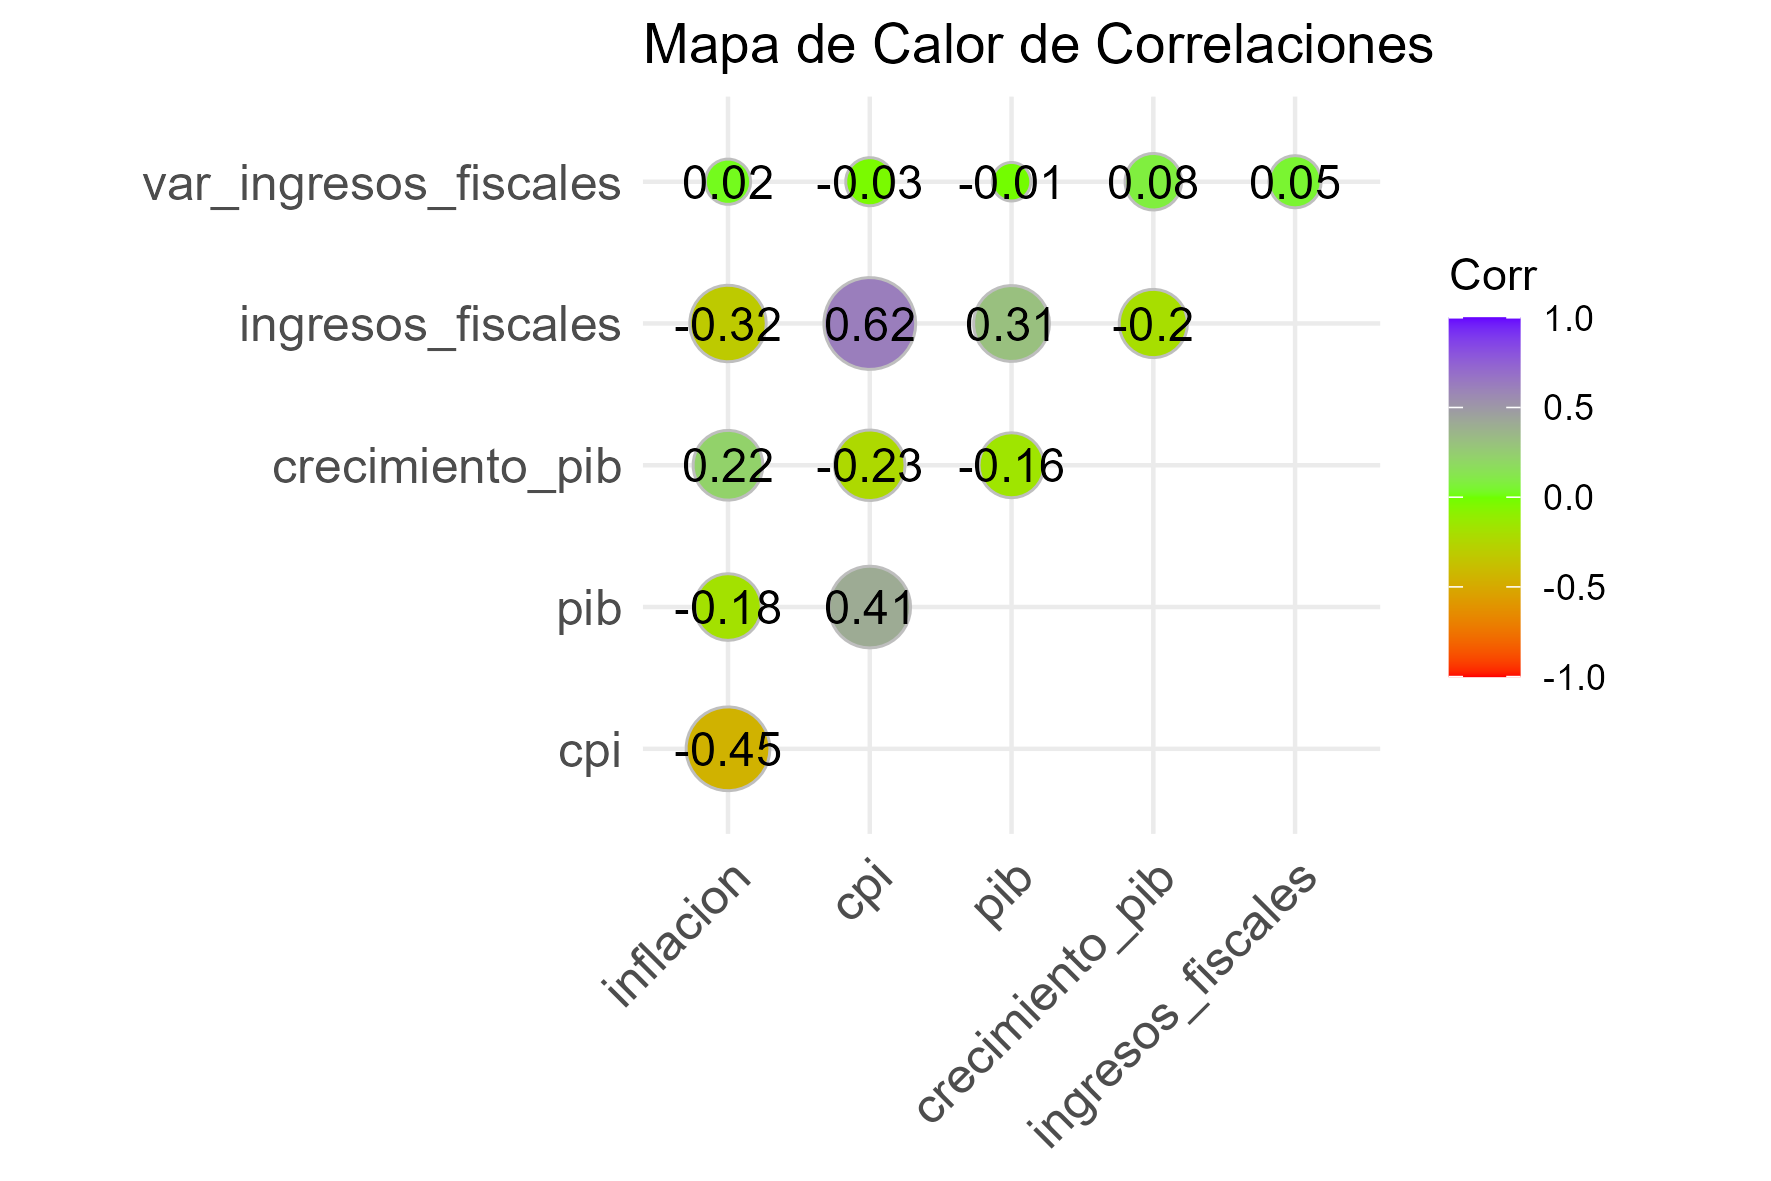 Mapa de Calor de Correlaciones
var_ingresos_fiscales 0.02 -0.03 -0.01 0.08 0.05
ingresos_fiscales -0.32 0.62 0.31 -0.2
crecimiento_pib 0.22 -0.23 -0.16
pib -0.18 0.41
cpi -0.45
inflacion cpi pib crecimiento_pib ingresos_fiscales
Corr
1.0
0.5
0.0
-0.5
-1.0